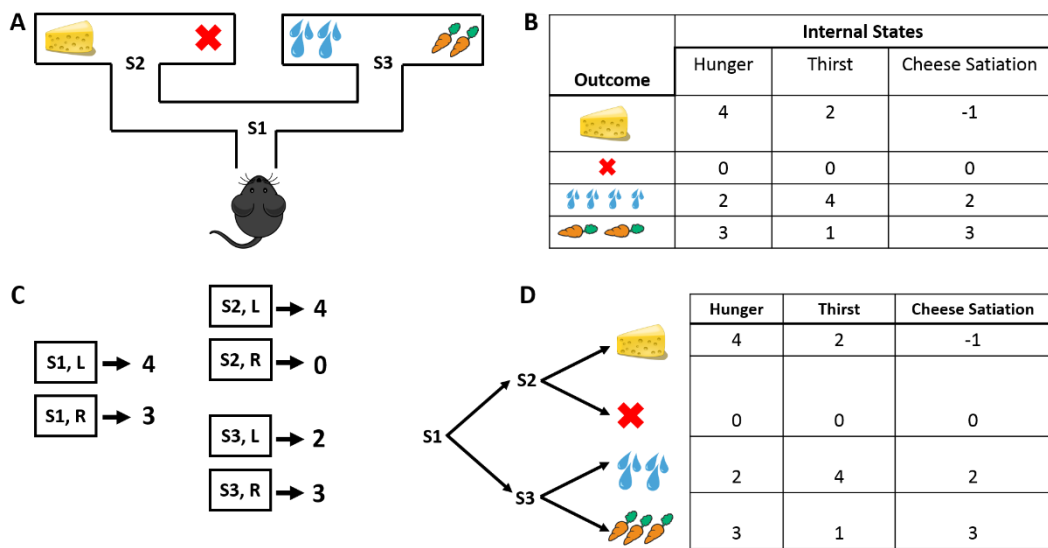 A
S2
S3
S1
B
Internal States
Outcome
Hunger
Thirst
Cheese Satiation
4
2
-1
0
0
0
2
4
2
3
1
3
C
S2, L
4
S2, R
0
S1, L
4
S1, R
3
S3, L
2
S3, R
3
D
S1
S2
S3
Hunger
Thirst
Cheese Satiation
4
2
-1
0
0
0
2
4
2
3
1
3